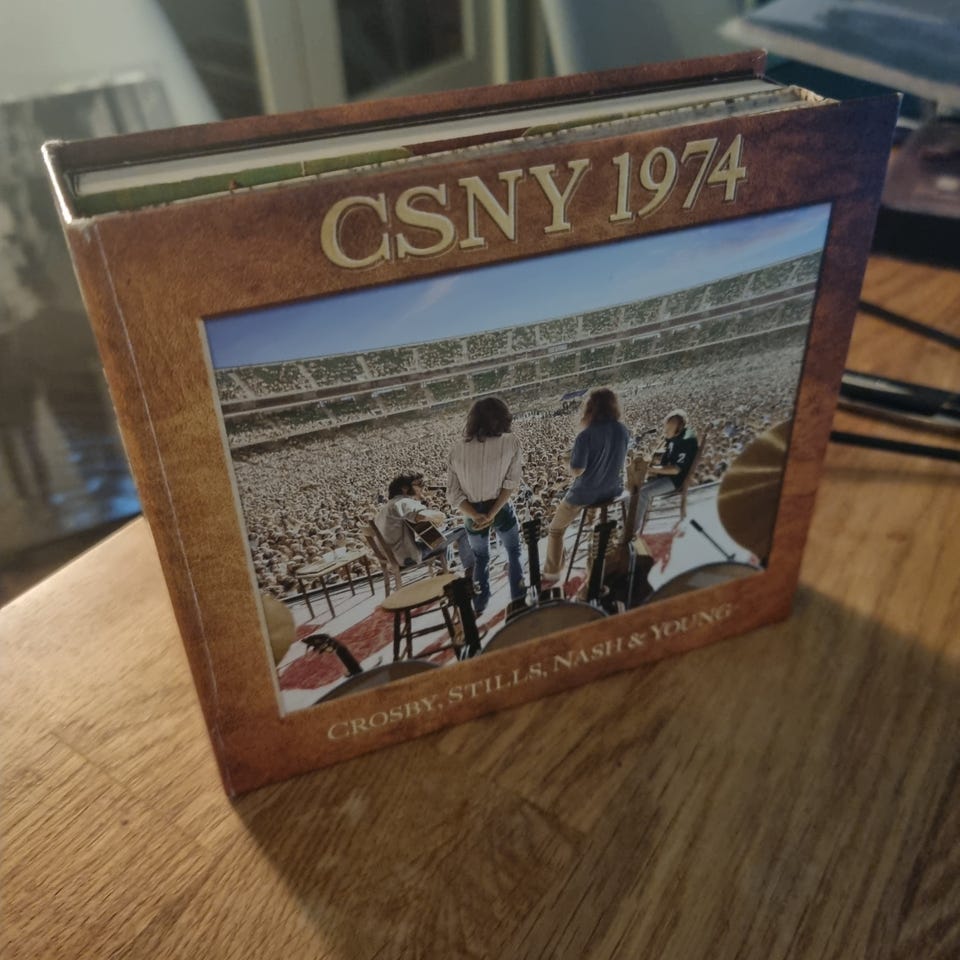 CSNY 1974
CROSBY, STILLS, NASH & YOUNG